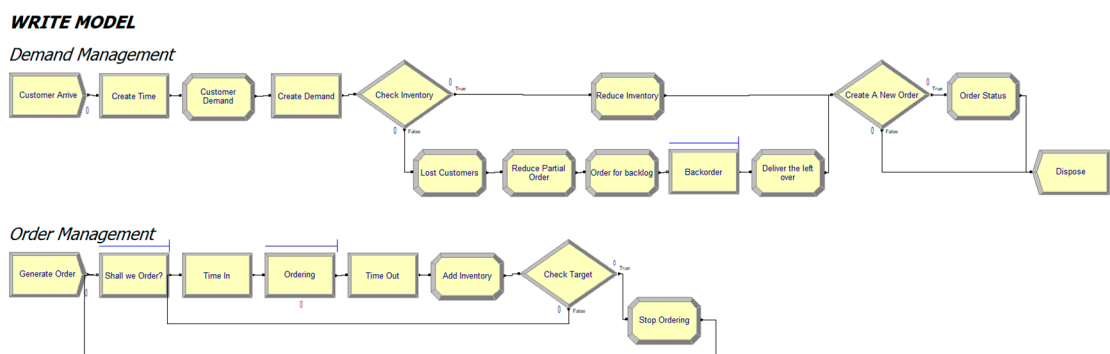 WRITE MODEL
Demand Management
Customer Arrive
0
Create Time
Customer
Demand
Create Demand
Check Inventory
0
True
0
False
Reduce Inventory
Lost Customers
Reduce Partial
Order
Order for backlog
Backorder
Deliver the left
over
Create A New Order
0
True
0
False
Order Status
Dispose
Order Management
Generate Order
0
Shall we Order?
Time In
Ordering
0
Time Out
Add Inventory
Check Target
0
True
0
False
Stop Ordering